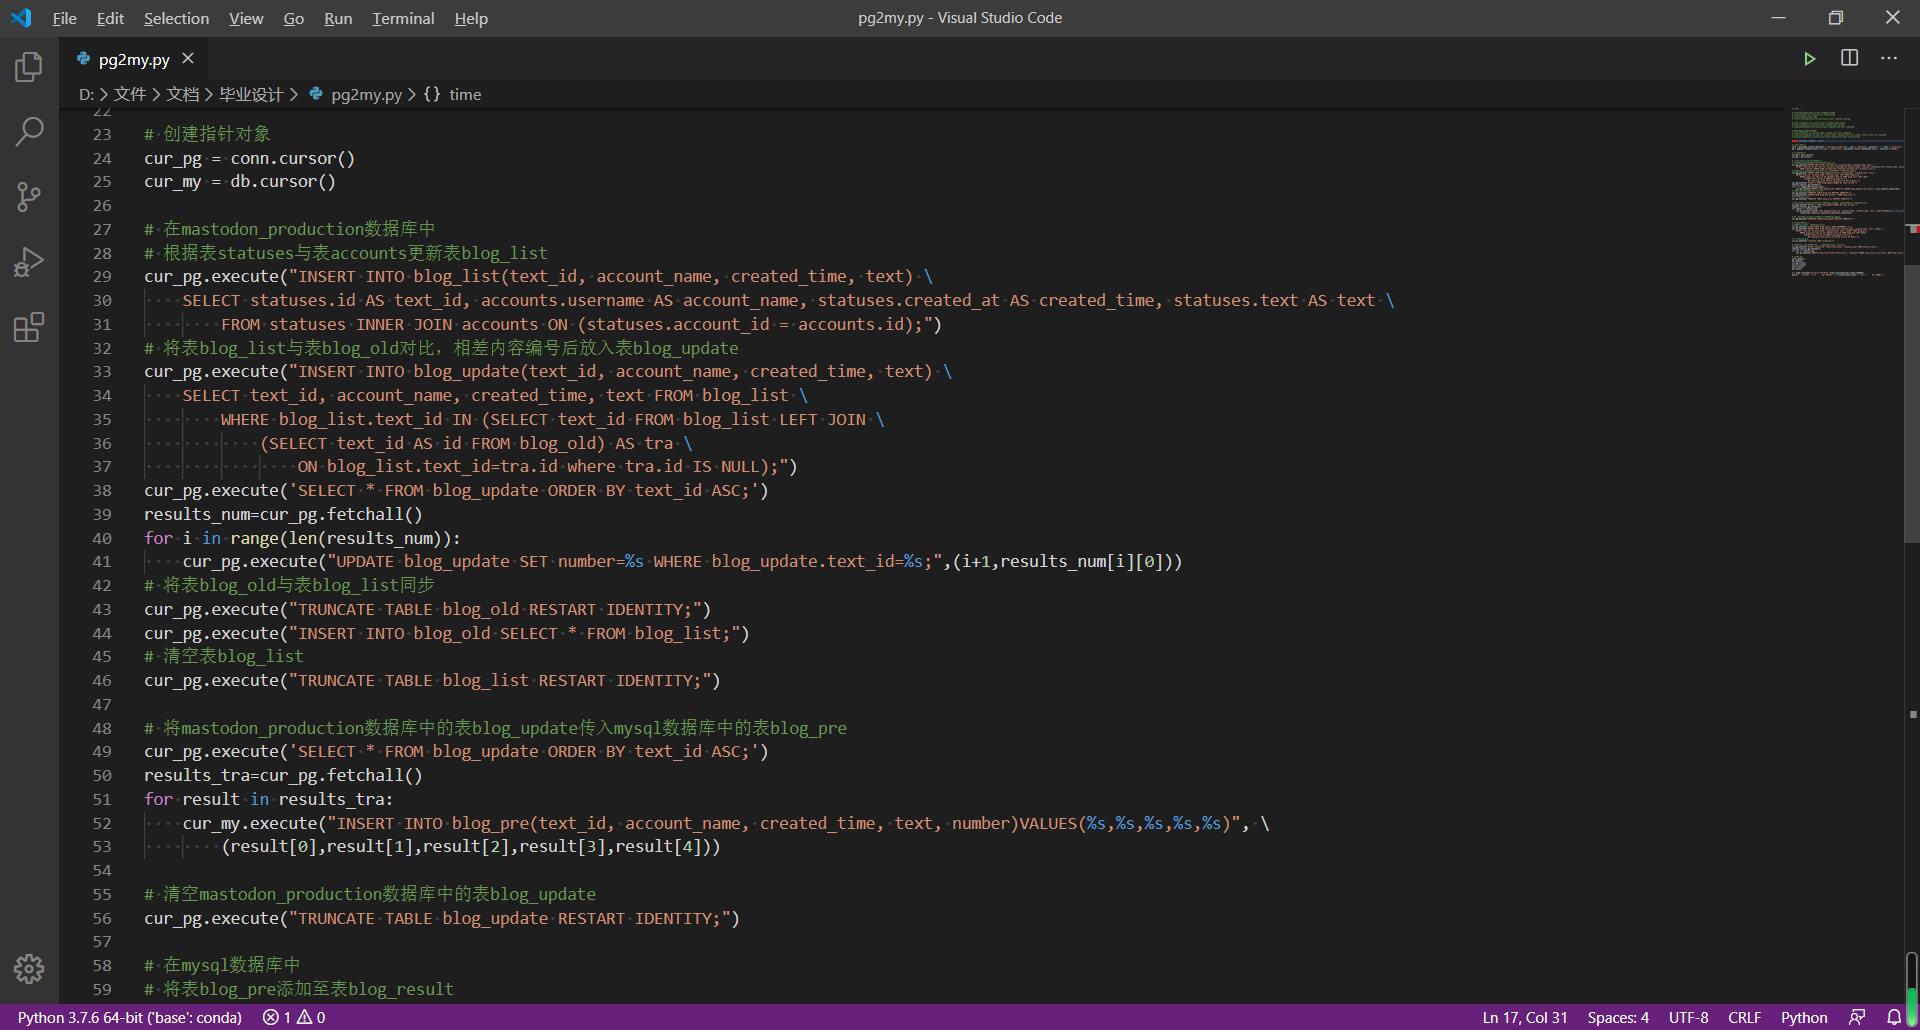 File Edit Selection View Go Run Terminal Help
pg2my.py - Visual Studio Code
pg2my.py
D: > 文件 > 文档 > 毕业设计 > pg2my.py > {} time
22
23 # 创建指针对象
24 cur_pg = conn.cursor()
25 cur_my = db.cursor()
26
27 # 在mastodon_production数据库中
28 # 根据表statuses与表accounts更新表blog_list
29 cur_pg.execute("INSERT INTO blog_list(text_id, account_name, created_time, text) \
30     SELECT statuses.id AS text_id, accounts.username AS account_name, statuses.created_at AS created_time, statuses.text AS text \
31         FROM statuses INNER JOIN accounts ON (statuses.account_id = accounts.id);")
32 # 将表blog_list与表blog_old对比，相差内容编号后放入表blog_update
33 cur_pg.execute("INSERT INTO blog_update(text_id, account_name, created_time, text) \
34     SELECT text_id, account_name, created_time, text FROM blog_list \
35         WHERE blog_list.text_id IN (SELECT text_id FROM blog_list LEFT JOIN \
36             (SELECT text_id AS id FROM blog_old) AS tra \
37                 ON blog_list.text_id=tra.id where tra.id IS NULL);")
38 cur_pg.execute('SELECT * FROM blog_update ORDER BY text_id ASC;')
39 results_num=cur_pg.fetchall()
40 for i in range(len(results_num)):
41     cur_pg.execute("UPDATE blog_update SET number=%s WHERE blog_update.text_id=%s;",(i+1,results_num[i][0]))
42 # 将表blog_old与表blog_list同步
43 cur_pg.execute("TRUNCATE TABLE blog_old RESTART IDENTITY;")
44 cur_pg.execute("INSERT INTO blog_old SELECT * FROM blog_list;")
45 # 清空表blog_list
46 cur_pg.execute("TRUNCATE TABLE blog_list RESTART IDENTITY;")
47
48 # 将mastodon_production数据库中的表blog_update传入mysql数据库中的表blog_pre
49 cur_pg.execute('SELECT * FROM blog_update ORDER BY text_id ASC;')
50 results_tra=cur_pg.fetchall()
51 for result in results_tra:
52     cur_my.execute("INSERT INTO blog_pre(text_id, account_name, created_time, text, number)VALUES(%s,%s,%s,%s,%s)", \
53         (result[0],result[1],result[2],result[3],result[4]))
54
55 # 清空mastodon_production数据库中的表blog_update
56 cur_pg.execute("TRUNCATE TABLE blog_update RESTART IDENTITY;")
57
58 # 在mysql数据库中
59 # 将表blog_pre添加至表blog_result
Python 3.7.6 64-bit ('base': conda) 1 0 Ln 17, Col 31 Spaces: 4 UTF-8 CRLF Python